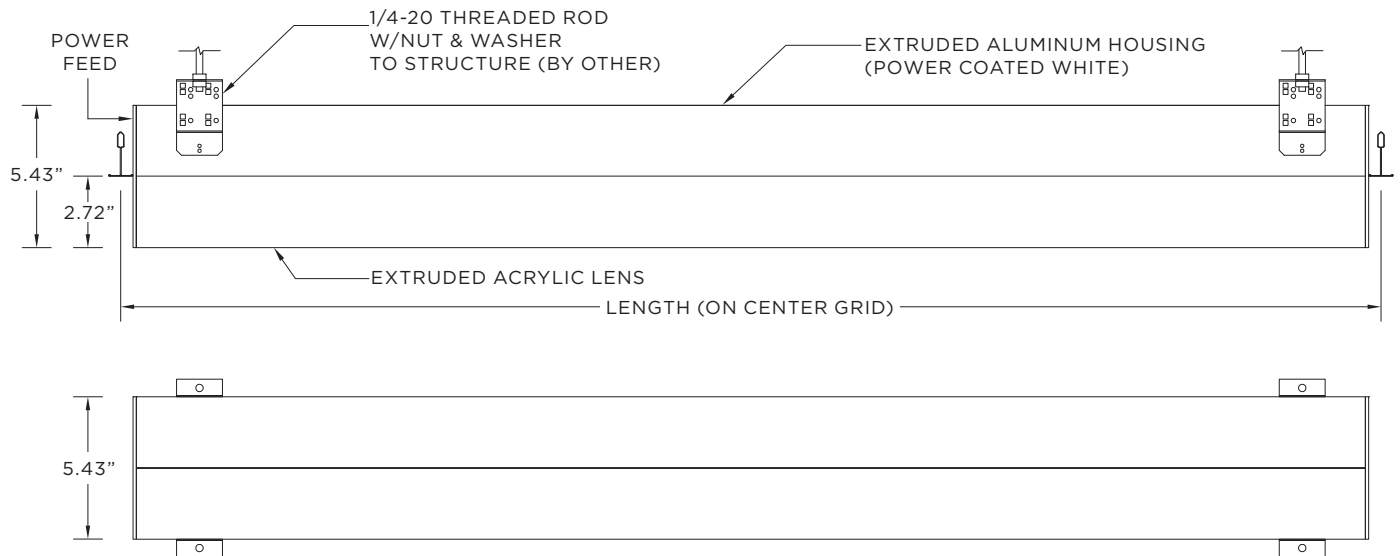 POWER
FEED
1/4-20 THREADED ROD
W/NUT & WASHER
TO STRUCTURE (BY OTHER)
EXTRUDED ALUMINUM HOUSING
(POWER COATED WHITE)
5.43”
2.72”
EXTRUDED ACRYLIC LENS
LENGTH (ON CENTER GRID)
5.43”